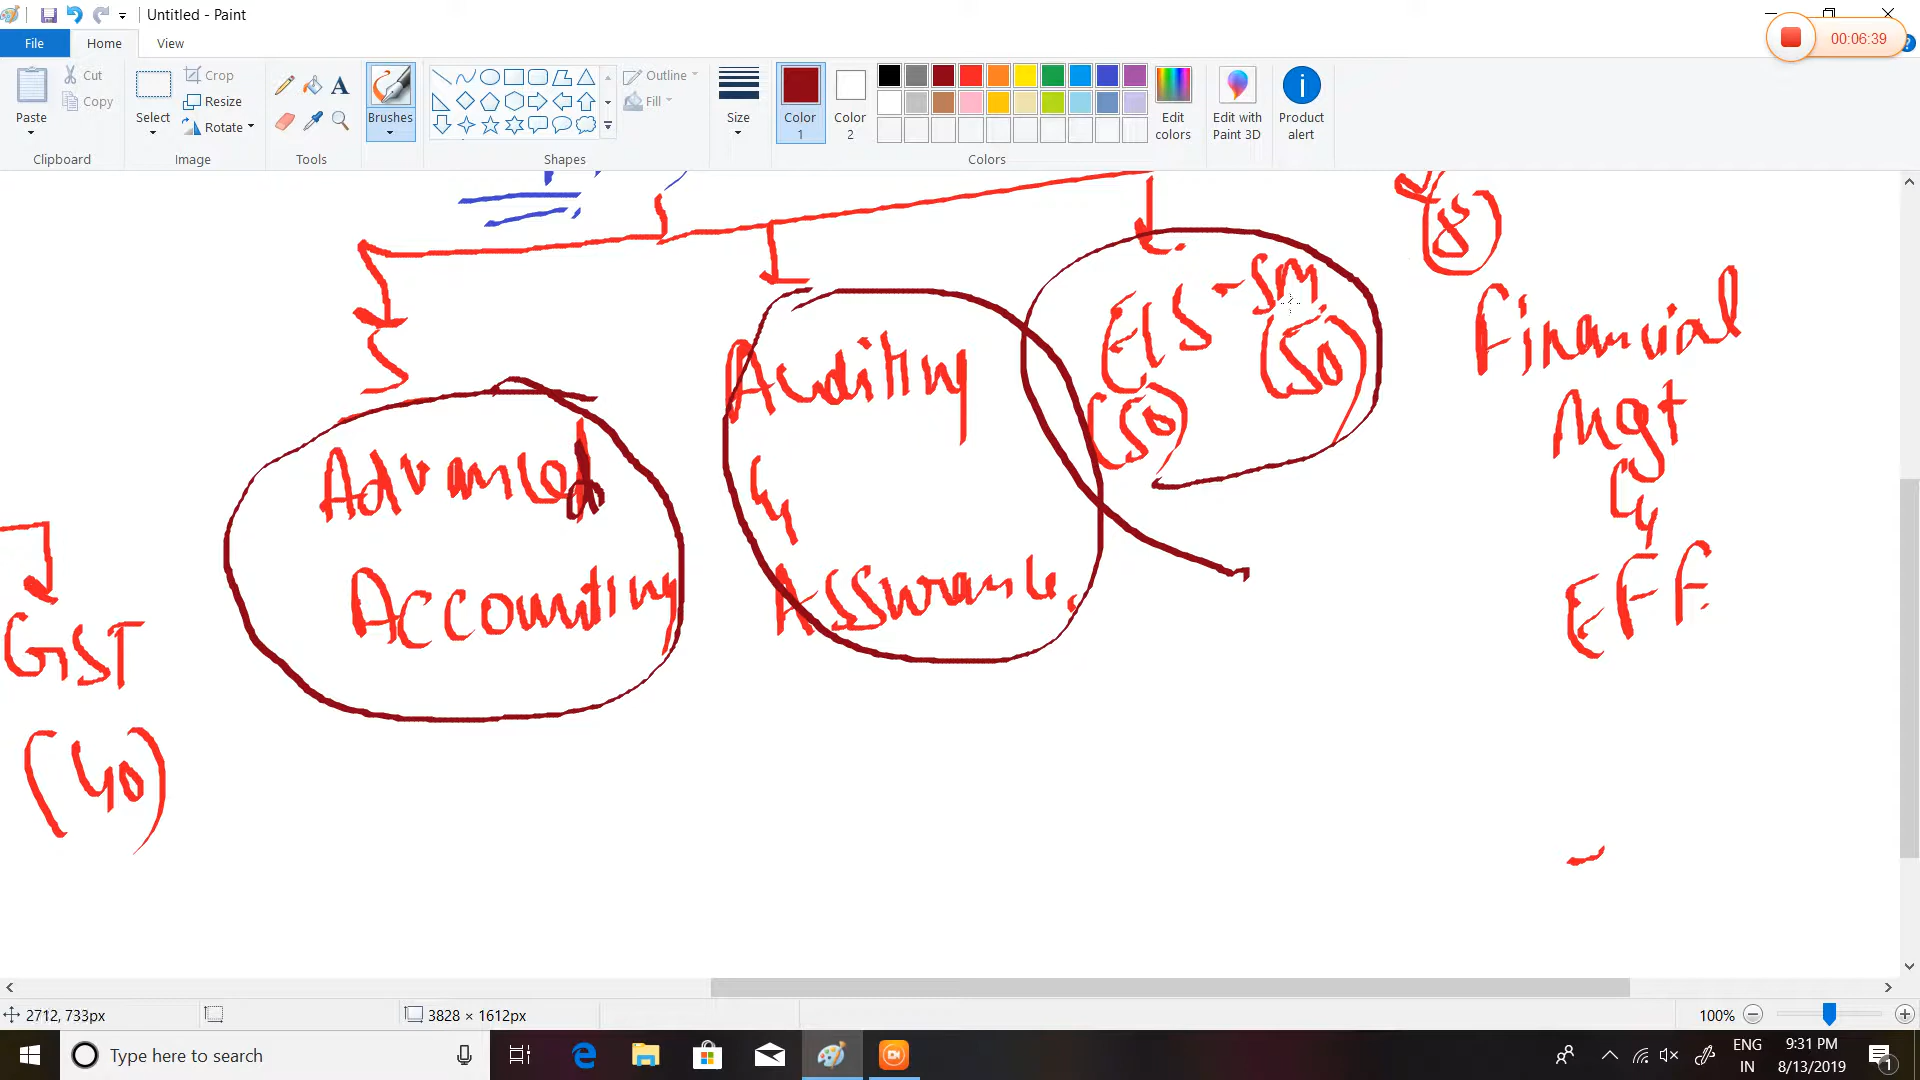 Untitled - Paint
00:06:39
File
Home
View
Paste
Cut
Copy
Clipboard
Select
Crop
Resize
Rotate
Image
Tools
Brushes
Shapes
Outline
Fill
Size
Color 1
Color 2
Colors
Edit colors
Edit with Paint 3D
Product alert
8
5
EIS - SM
(50) (50)
Financial
Mgt
&
EFF
Auditing
&
Assurance
Advanced
Accounting
GST
(40)
2712, 733px
3828 × 1612px
100%
Type here to search
ENG
IN
9:31 PM
8/13/2019
1